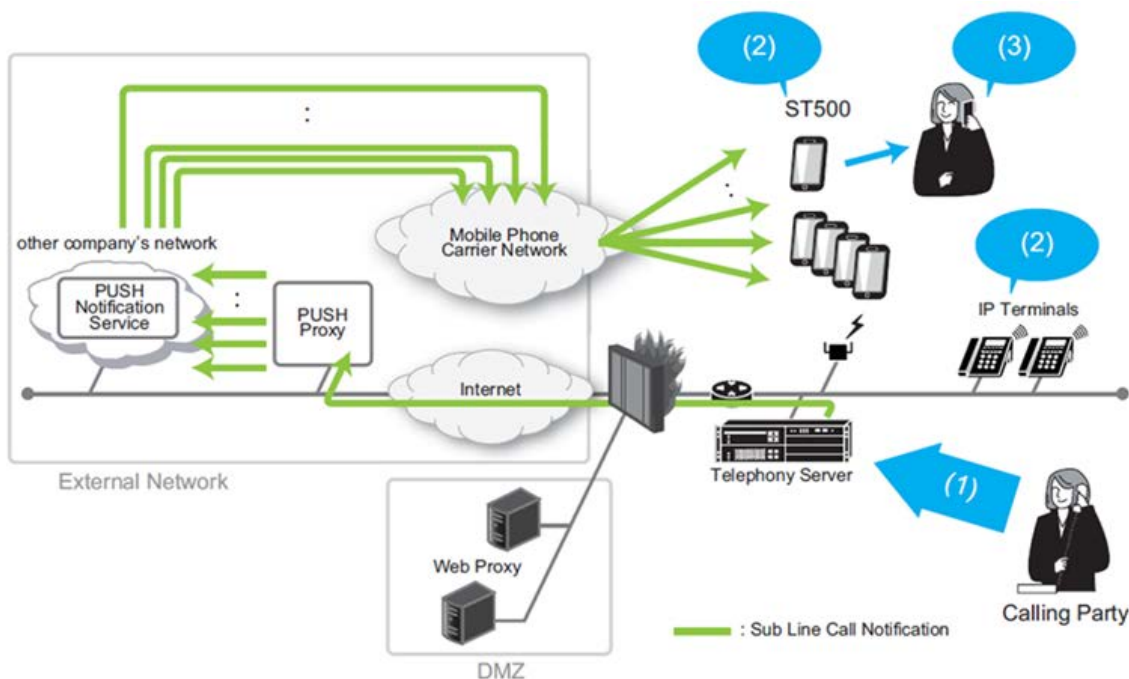 (2)
(3)
ST500
other company's network
PUSH
Notification
Service
PUSH
Proxy
Mobile Phone
Carrier Network
:
:
:
(2)
IP Terminals
Internet
External Network
Telephony Server
(1)
Web Proxy
Calling Party
: Sub Line Call Notification
DMZ